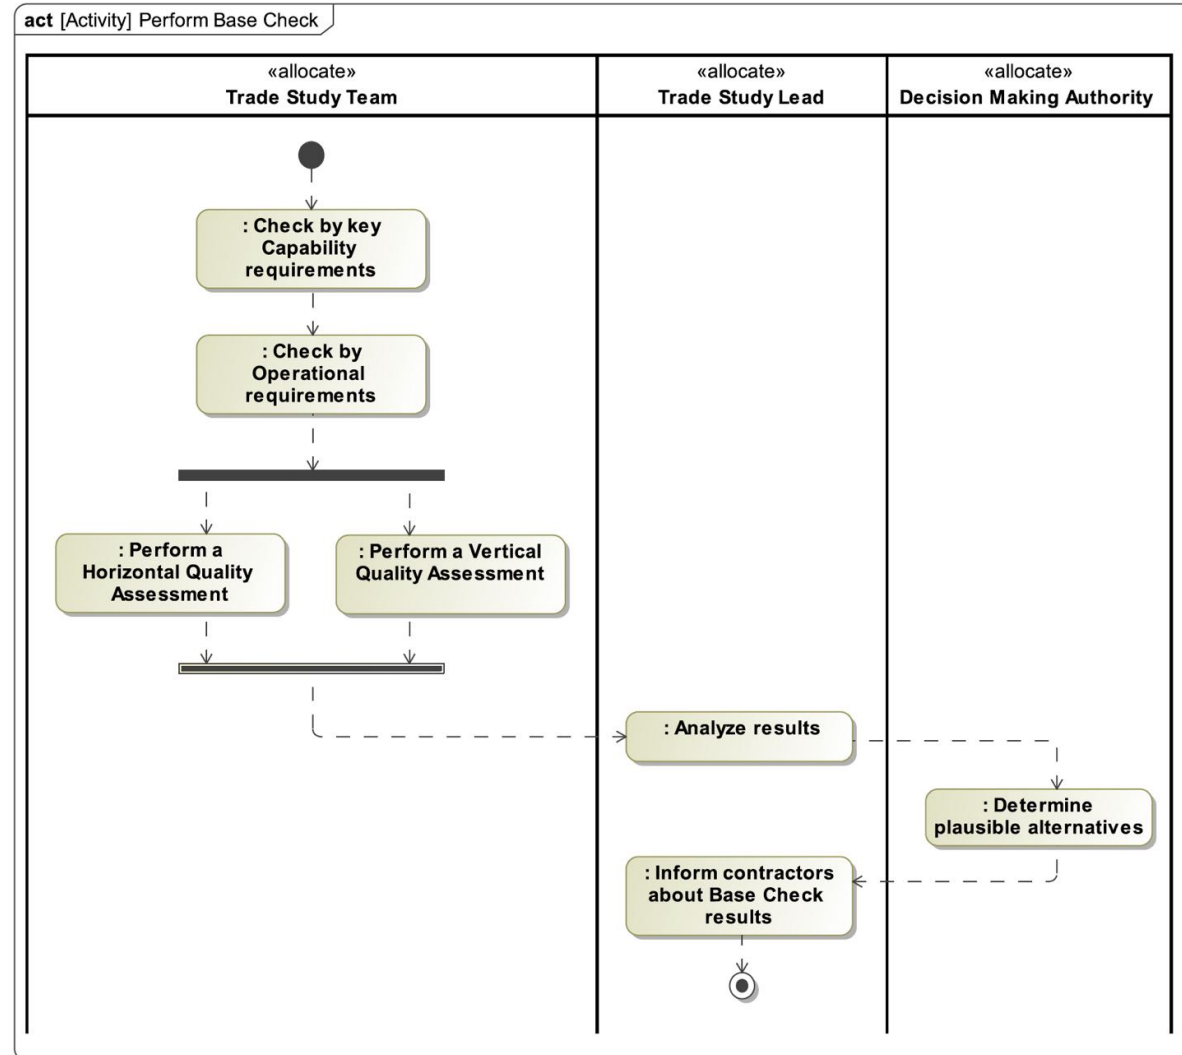 act [Activity] Perform Base Check
«allocate»
Trade Study Team
«allocate»
Trade Study Lead
«allocate»
Decision Making Authority
: Check by key
Capability
requirements
: Check by
Operational
requirements
: Perform a
Horizontal Quality
Assessment
: Perform a Vertical
Quality Assessment
: Analyze results
: Determine
plausible alternatives
: Inform contractors
about Base Check
results